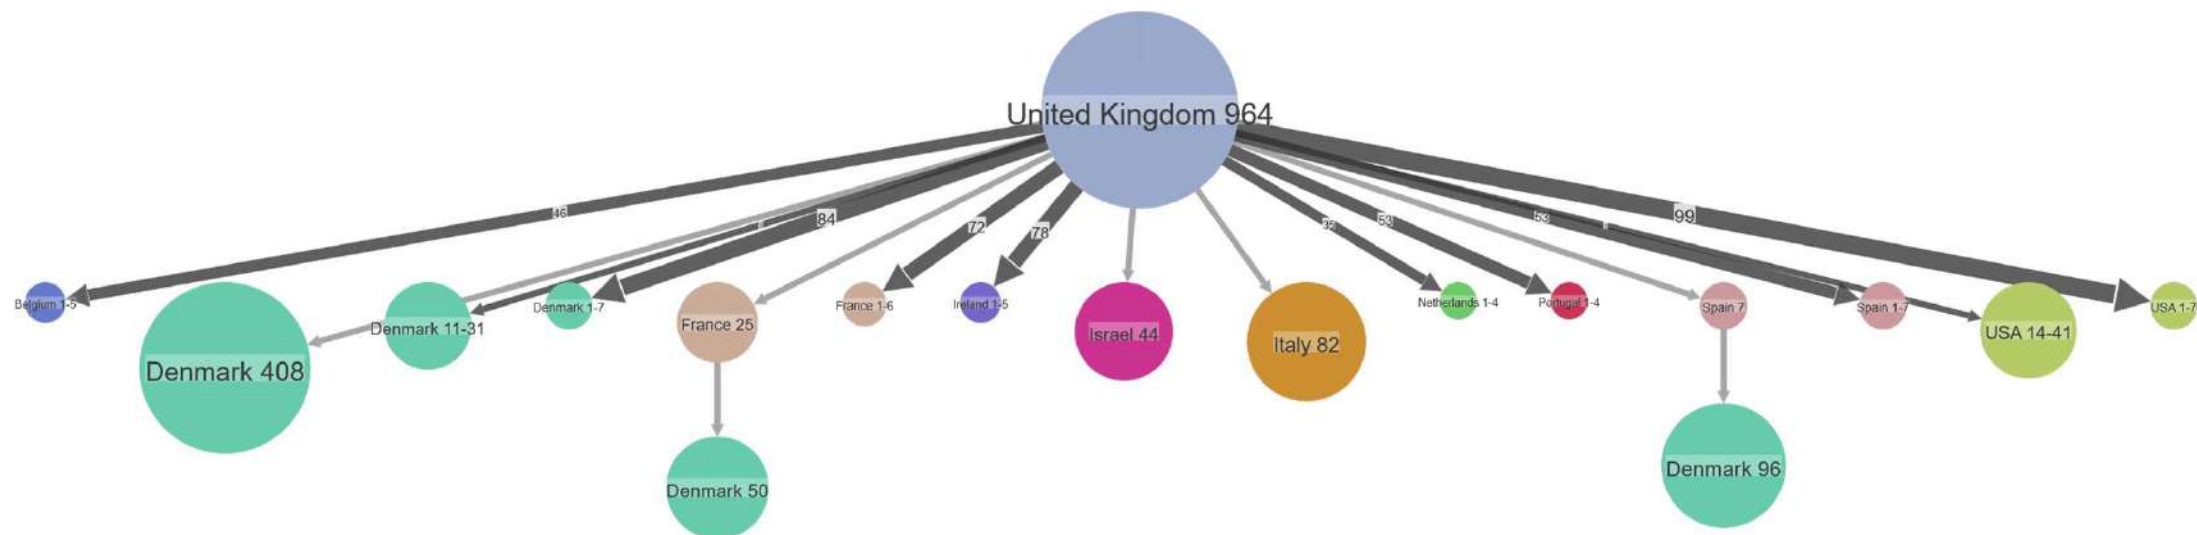 United Kingdom 964
46
84
72
78
35
53
53
99
Belgium 1-5
Denmark 11-31
Denmark 1-7
France 25
France 1-6
Ireland 1-5
Israel 44
Italy 82
Netherlands 1-4
Portugal 1-4
Spain 7
Spain 1-7
USA 14-41
USA 1-7
Denmark 408
Denmark 50
Denmark 96